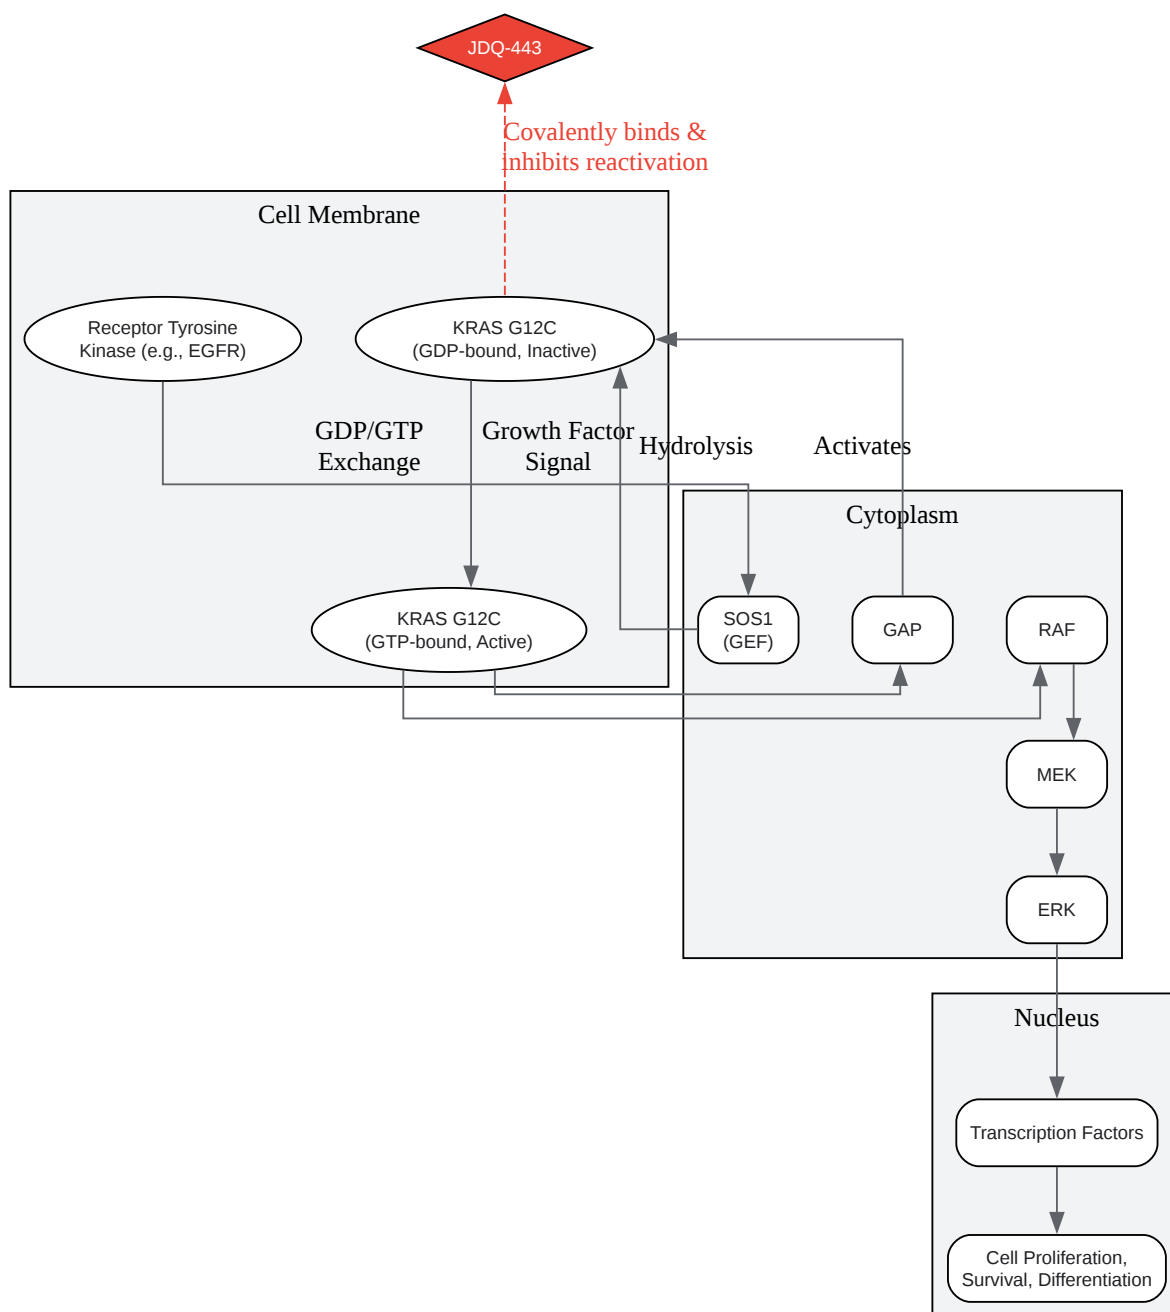 JDQ-443
Covalently binds &
inhibits reactivation
Cell Membrane
Receptor Tyrosine
Kinase (e.g., EGFR)
KRAS G12C
(GDP-bound, Inactive)
GDP/GTP
Exchange
Growth Factor
Signal
Hydrolysis
Activates
Cytoplasm
KRAS G12C
(GTP-bound, Active)
SOS1
(GEF)
GAP
RAF
MEK
ERK
Nucleus
Transcription Factors
Cell Proliferation,
Survival, Differentiation